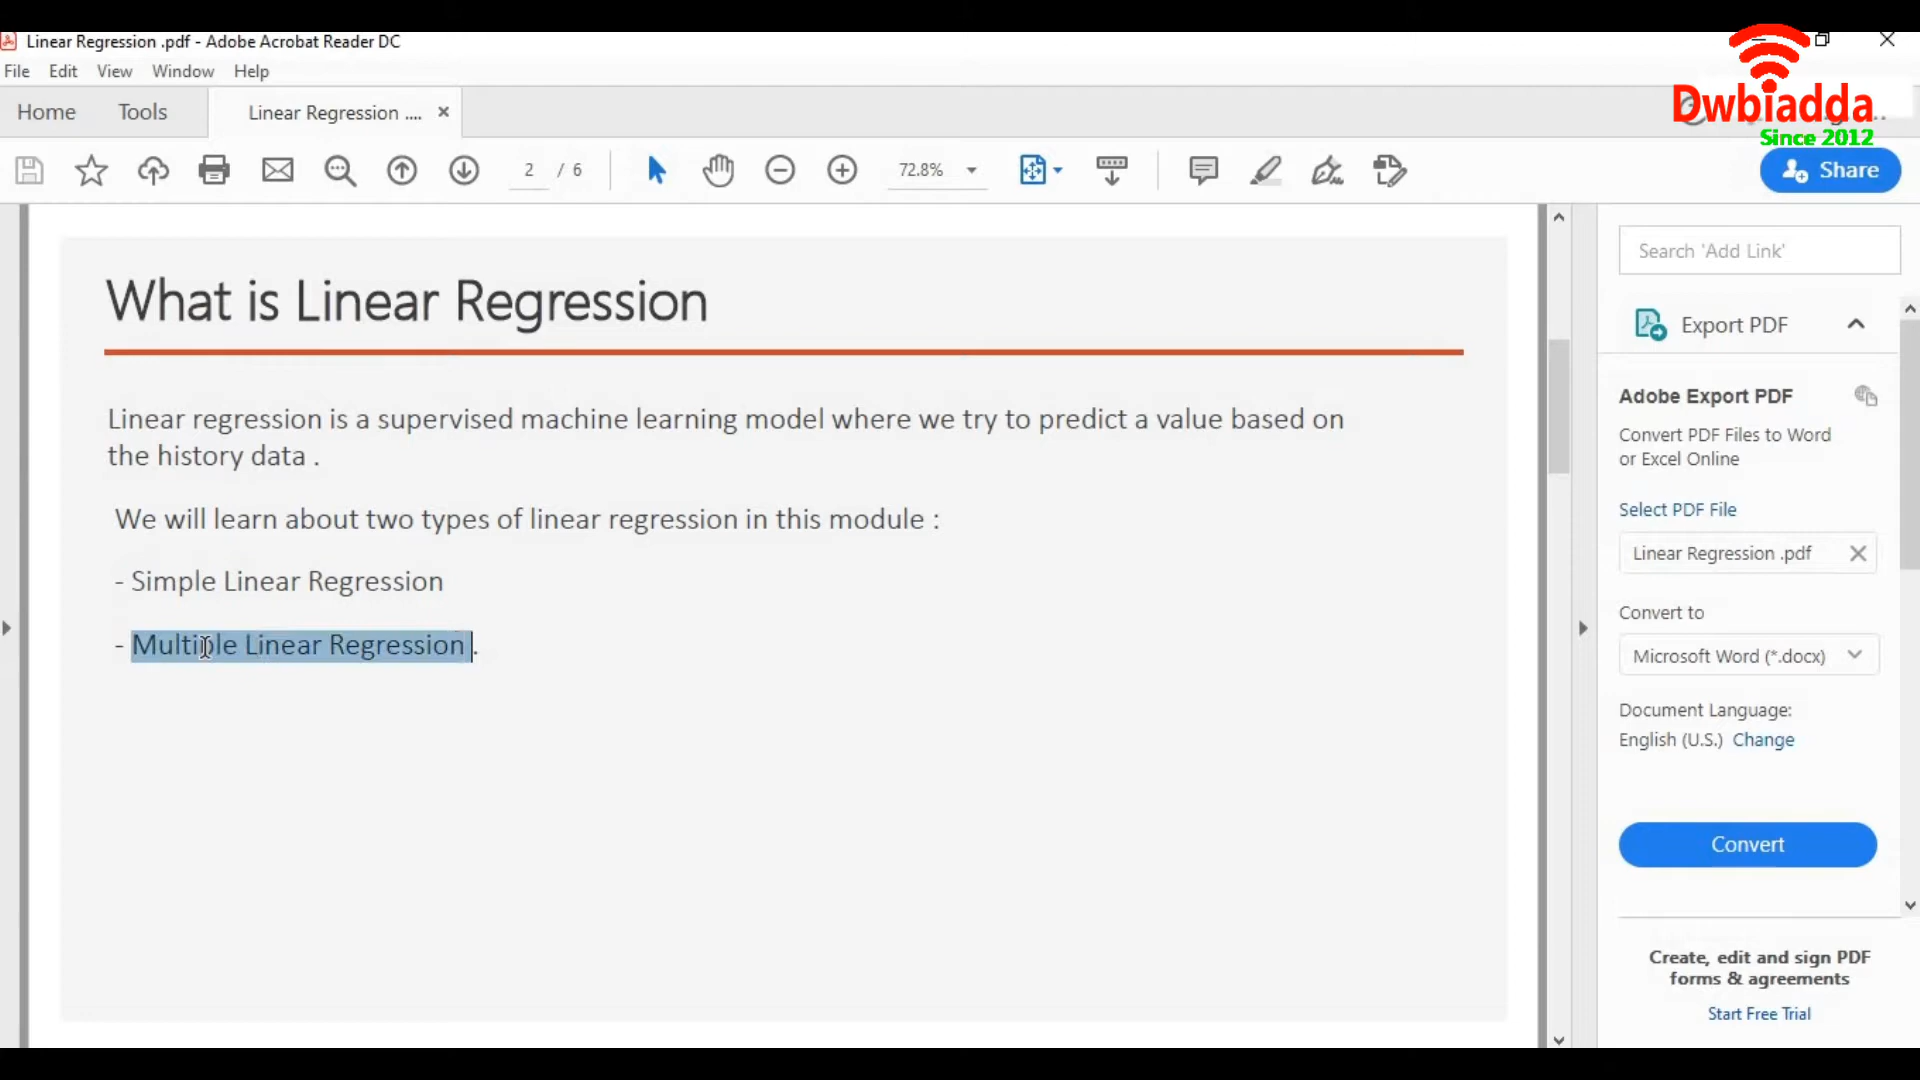 Linear Regression .pdf - Adobe Acrobat Reader DC
File Edit View Window Help
Dwbiadda
Since 2012
Home Tools Linear Regression ....
2 / 6 72.8% Share
What is Linear Regression
Linear regression is a supervised machine learning model where we try to predict a value based on
the history data .
We will learn about two types of linear regression in this module :
- Simple Linear Regression
- Multiple Linear Regression .
Search 'Add Link'
Export PDF
Adobe Export PDF
Convert PDF Files to Word
or Excel Online
Select PDF File
Linear Regression .pdf
Convert to
Microsoft Word (*.docx)
Document Language:
English (U.S.) Change
Convert
Create, edit and sign PDF
forms & agreements
Start Free Trial